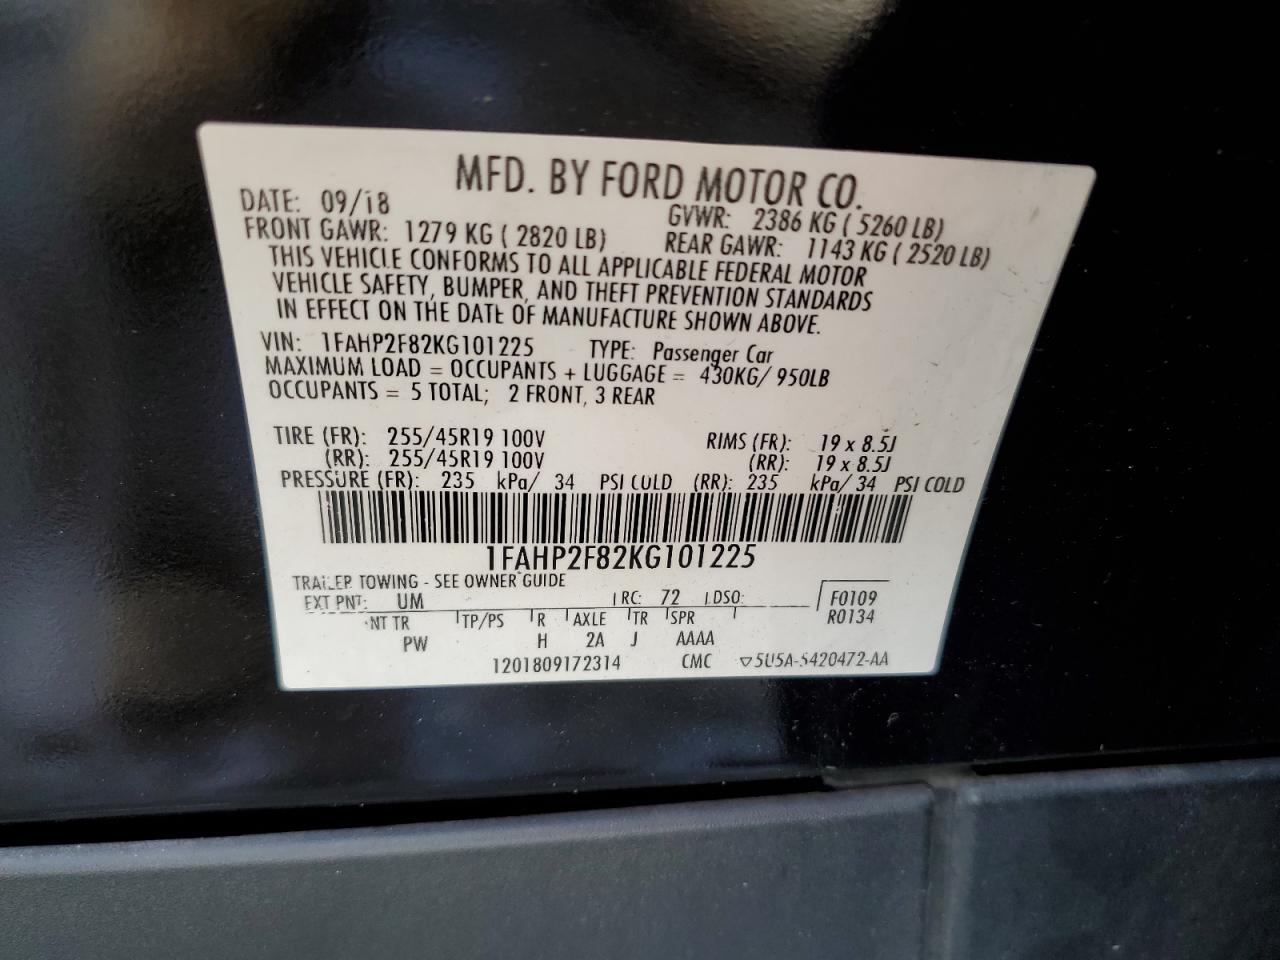 MFD. BY FORD MOTOR CO.
DATE: 09/18 GVWR: 2386 KG ( 5260 LB)
FRONT GAWR: 1279 KG ( 2820 LB) REAR GAWR: 1143 KG ( 2520 LB)
THIS VEHICLE CONFORMS TO ALL APPLICABLE FEDERAL MOTOR
VEHICLE SAFETY, BUMPER, AND THEFT PREVENTION STANDARDS
IN EFFECT ON THE DATE OF MANUFACTURE SHOWN ABOVE.
VIN: 1FAHP2F82KG101225 TYPE: Passenger Car
MAXIMUM LOAD = OCCUPANTS + LUGGAGE = 430KG/ 950LB
OCCUPANTS = 5 TOTAL; 2 FRONT, 3 REAR
TIRE (FR): 255/45R19 100V RIMS (FR): 19 x 8.5J
(RR): 255/45R19 100V (RR): 19 x 8.5J
PRESSURE (FR): 235 kPa/ 34 PSI COLD (RR): 235 kPa/ 34 PSI COLD
1FAHP2F82KG101225
TRAILER TOWING - SEE OWNER GUIDE
EXT PNT: UM RC: 72 DSO: F0109
INT TR TP/PS R AXLE TR SPR R0134
PW H 2A J AAAA
1201809172314 CMC ▽5U5A-5420472-AA